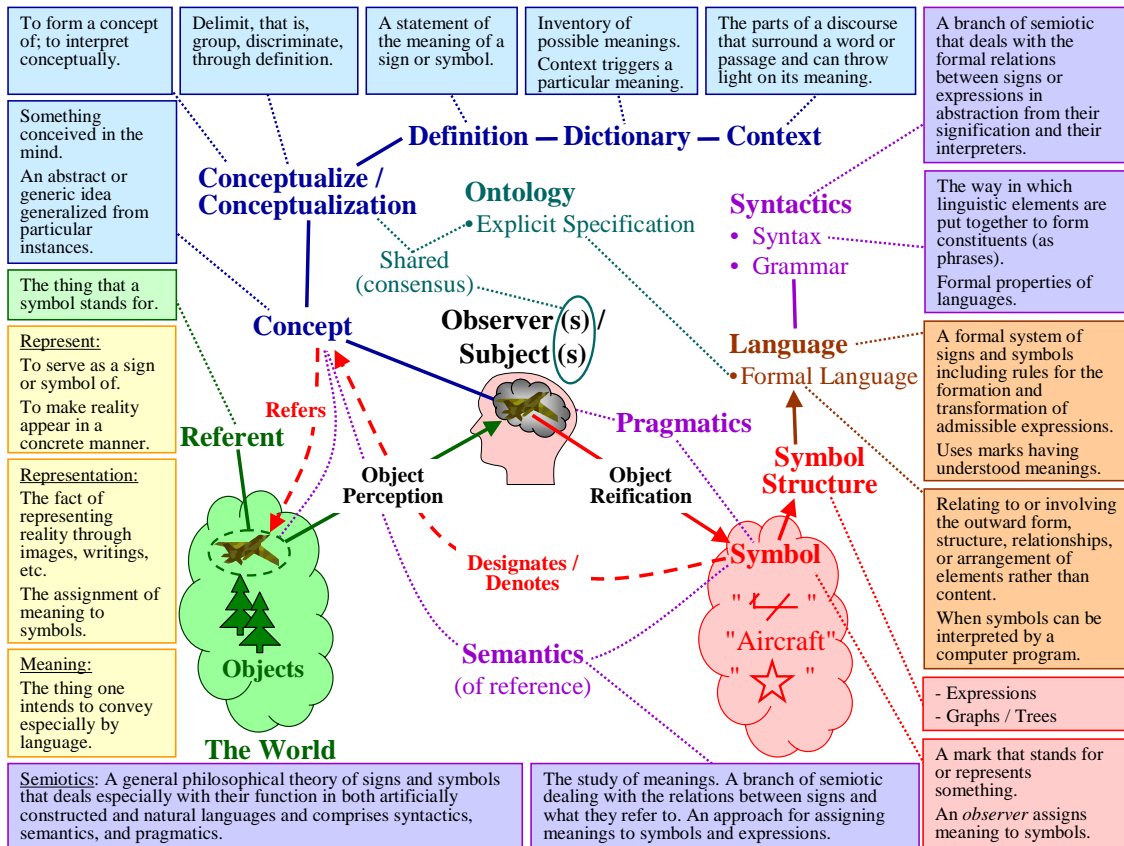 To form a concept
of; to interpret
conceptually.
Delimit, that is,
group, discriminate,
through definition.
A statement of
the meaning of a
sign or symbol.
Inventory of
possible meanings.
Context triggers a
particular meaning.
The parts of a discourse
that surround a word or
passage and can throw
light on its meaning.
A branch of semiotic
that deals with the
formal relations
between signs or
expressions in
abstraction from their
signification and their
interpreters.
Something
conceived in the
mind.
An abstract or
generic idea
generalized from
particular
instances.
Definition
Dictionary
Context
Conceptualize /
Conceptualization
Ontology
• Explicit Specification
Shared
(consensus)
Syntactics
• Syntax
• Grammar
The way in which
linguistic elements are
put together to form
constituents (as
phrases).
Formal properties of
languages.
The thing that a
symbol stands for.
Concept
Observer (s) /
Subject (s)
Language
• Formal Language
A formal system of
signs and symbols
including rules for the
formation and
transformation of
admissible expressions.
Uses marks having
understood meanings.
Represent:
To serve as a sign
or symbol of.
To make reality
appear in a
concrete manner.
Refers
Referent
Pragmatics
Object
Perception
Object
Reification
Symbol
Structure
Representation:
The fact of
representing
reality through
images, writings,
etc.
The assignment of
meaning to
symbols.
Relating to or involving
the outward form,
structure, relationships,
or arrangement of
elements rather than
content.
When symbols can be
interpreted by a
computer program.
Designates /
Denotes
Symbol
" "
"Aircraft"
" "
Objects
The World
Semantics
(of reference)
Meaning:
The thing one
intends to convey
especially by
language.
- Expressions
- Graphs / Trees
A mark that stands for
or represents
something.
An observer assigns
meaning to symbols.
Semiotics: A general philosophical theory of signs and symbols
that deals especially with their function in both artificially
constructed and natural languages and comprises syntactics,
semantics, and pragmatics.
The study of meanings. A branch of semiotic
dealing with the relations between signs and
what they refer to. An approach for assigning
meanings to symbols and expressions.